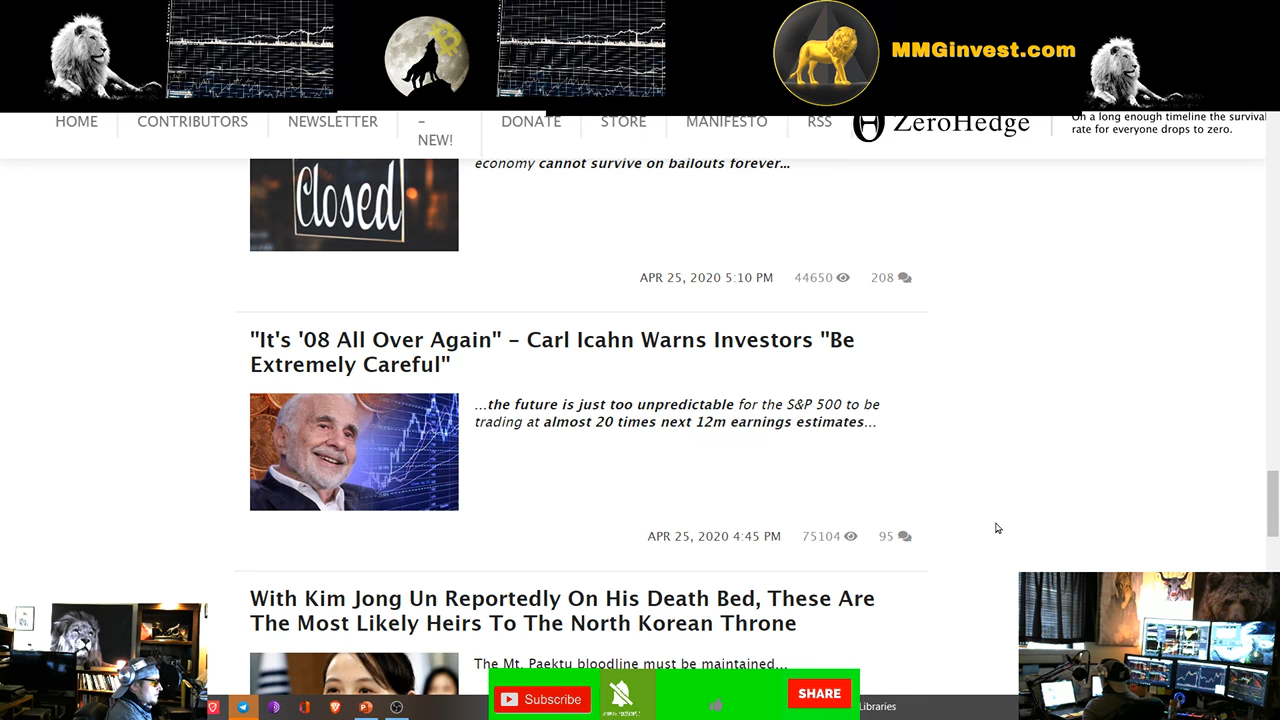 MMGinvest.com
HOME
CONTRIBUTORS
NEWSLETTER
–
NEW!
DONATE
STORE
MANIFESTO
RSS
ZeroHedge
On a long enough timeline the survival
rate for everyone drops to zero.
economy cannot survive on bailouts forever...
Closed
APR 25, 2020 5:10 PM 44650 208
"It's '08 All Over Again" – Carl Icahn Warns Investors "Be
Extremely Careful"
...the future is just too unpredictable for the S&P 500 to be
trading at almost 20 times next 12m earnings estimates...
APR 25, 2020 4:45 PM 75104 95
With Kim Jong Un Reportedly On His Death Bed, These Are
The Most Likely Heirs To The North Korean Throne
The Mt. Paektu bloodline must be maintained...
Subscribe
SHARE
Libraries